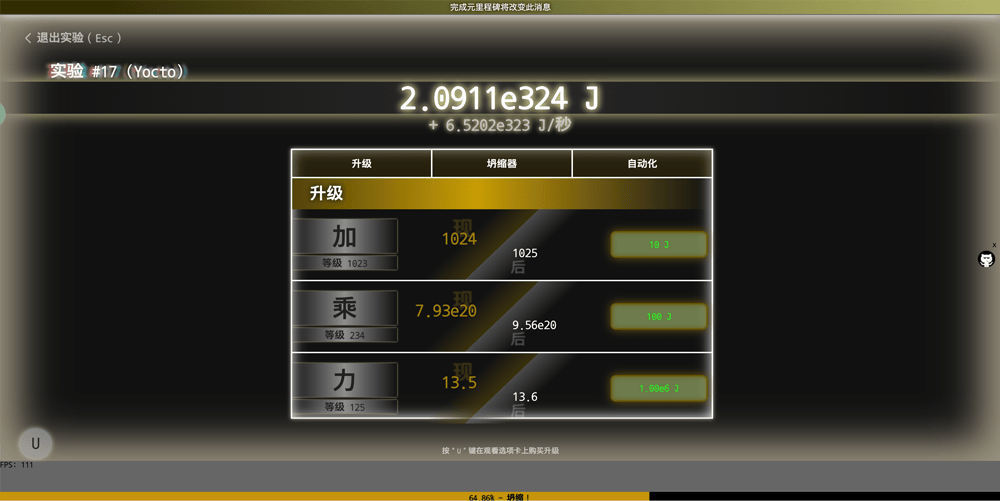 完成元里程碑将改变此消息
退出实验 ( Esc )
实验 #17 (Yocto)
2.0911e324 J
+ 6.5202e323 J/秒
升级 坍缩器 自动化
升级
加
等级 1023
现
1024
1025
后
10 J
乘
等级 234
现
7.93e20
9.56e20
后
100 J
力
等级 125
现
13.5
13.6
后
1.00e6 J
x
U
按 " U " 键在观看选项卡上购买升级
FPS: 111
64.86% - 坍缩！